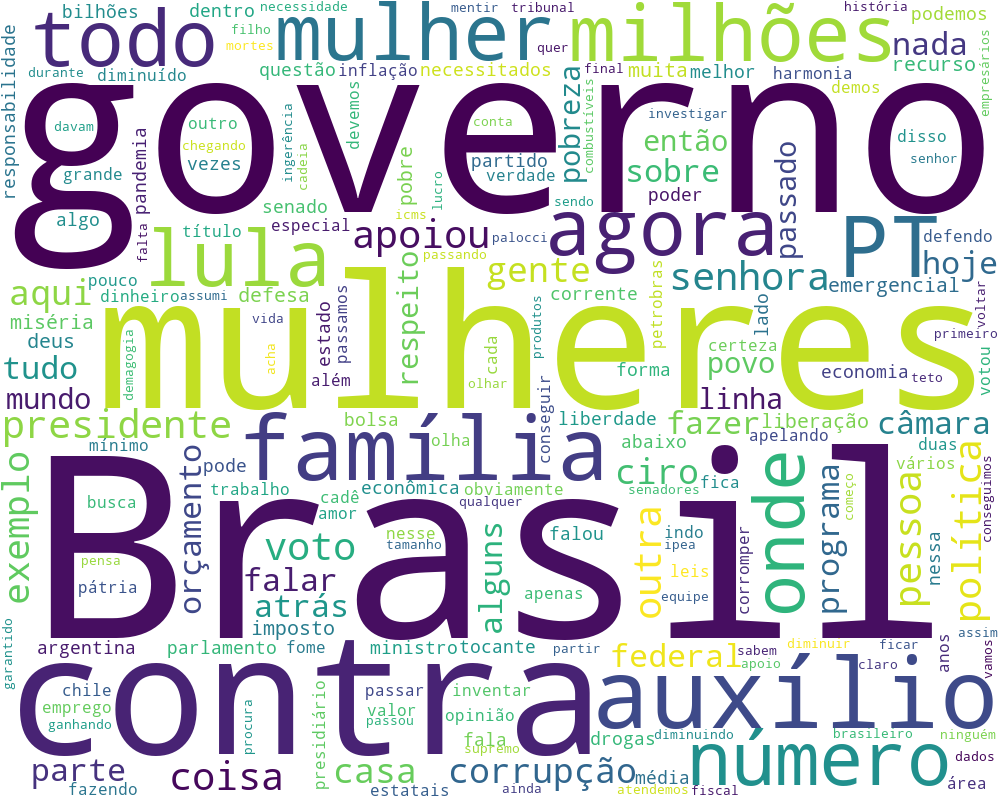 necessidade
mentir
tribunal
história
bilhões
dentro
filho
todo
mulher
milhões
podemos
mortes
quer
nada
responsabilidade
durante
diminuído
questão
inflação
necessitados
final
muita
melhor
harmonia
recurso
empresários
demos
governo
davam
pandemia
outro
chegando
vezes
ingerência
cadeia
devemos
conta
partido
verdade
pobreza
combustíveis
investigar
então
sobre
disso
senhor
grande
algo
falta
senado
especial
título
pobre
lucro
icms
sendo
poder
passado
apoiou
palocci
passando
agora
PT
defendo
hoje
lula
pouco
dinheiro
assumi
defesa
respeito
gente
corrente
senhora
emergencial
aqui
miséria
deus
tudo
mundo
vida
estado
passamos
além
acha
demagogia
mulheres
cada
olhar
produtos
petrobras
forma
certeza
povo
lado
economia
teto
primeiro
voltar
votou
linha
presidente
mínimo
bolsa
família
olha
conseguir
liberdade
abaixo
fazer
apelando
liberação
câmara
duas
exemplo
busca
orçamento
pode
trabalho
cadê
amor
econômica
obviamente
qualquer
ciro
senadores
fica
onde
programa
começo
vários
pessoa
nessa
política
conseguimos
Brasil
pensa
pátria
voto
nesse
tamanho
falar
atrás
imposto
alguns
falou
apenas
outra
indo
ipea
leis
equipe
corromper
garantido
argentina
parlamento
fome
ministro
tocante
partir
federal
sabem
apoio
diminuir
claro
ficar
anos
assim
vamos
contra
chile
emprego
ganhando
procura
presidiário
passar
valor
passou
inventar
opinião
fala
supremo
drogas
auxílio
diminuindo
brasileiro
ninguém
número
parte
fazendo
coisa
casa
estatais
corrupção
ainda
atendemos
média
fiscal
dados
área